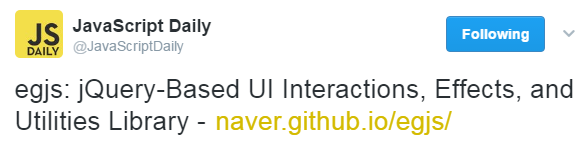 JS
DAILY
JavaScript Daily
@JavaScriptDaily
Following
egjs: jQuery-Based UI Interactions, Effects, and
Utilities Library - naver.github.io/egjs/